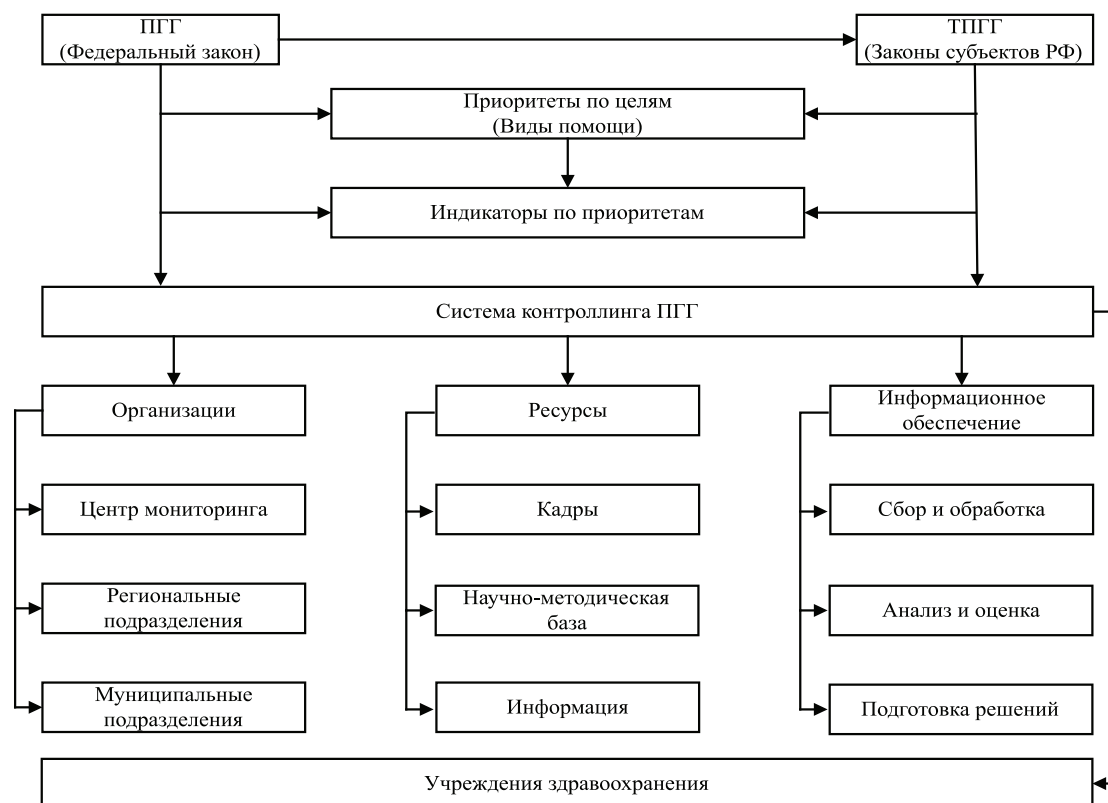 ПГГ
(Федеральный закон)
ТПГГ
(Законы субъектов РФ)
Приоритеты по целям
(Виды помощи)
Индикаторы по приоритетам
Система контроллинга ПГГ
Организации
Ресурсы
Информационное
обеспечение
Центр мониторинга
Кадры
Сбор и обработка
Региональные
подразделения
Научно-методическая
база
Анализ и оценка
Муниципальные
подразделения
Информация
Подготовка решений
Учреждения здравоохранения